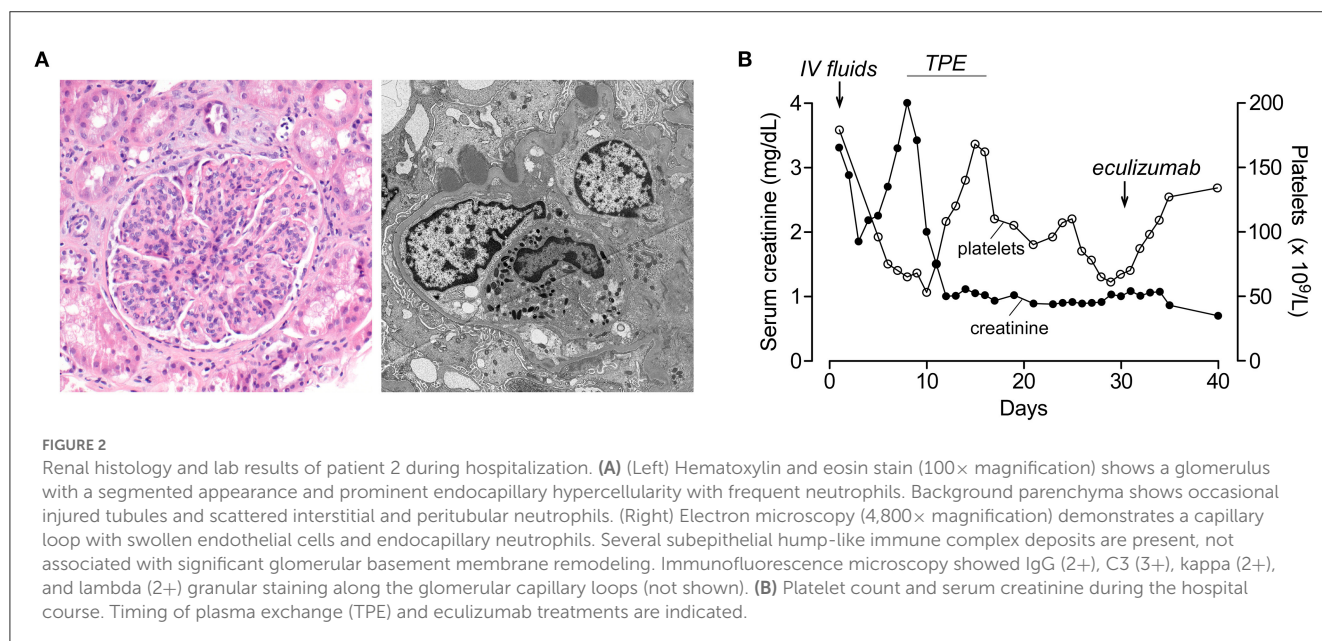 A
B
IV fluids
TPE
eculizumab
platelets
creatinine
Serum creatinine (mg/dL)
4
3
2
1
0
Platelets (x 10⁹/L)
200
150
100
50
0
0
10
20
30
40
Days
FIGURE 2
Renal histology and lab results of patient 2 during hospitalization. (A) (Left) Hematoxylin and eosin stain (100× magnification) shows a glomerulus
with a segmented appearance and prominent endocapillary hypercellularity with frequent neutrophils. Background parenchyma shows occasional
injured tubules and scattered interstitial and peritubular neutrophils. (Right) Electron microscopy (4,800× magnification) demonstrates a capillary
loop with swollen endothelial cells and endocapillary neutrophils. Several subepithelial hump-like immune complex deposits are present, not
associated with significant glomerular basement membrane remodeling. Immunofluorescence microscopy showed IgG (2+), C3 (3+), kappa (2+),
and lambda (2+) granular staining along the glomerular capillary loops (not shown). (B) Platelet count and serum creatinine during the hospital
course. Timing of plasma exchange (TPE) and eculizumab treatments are indicated.